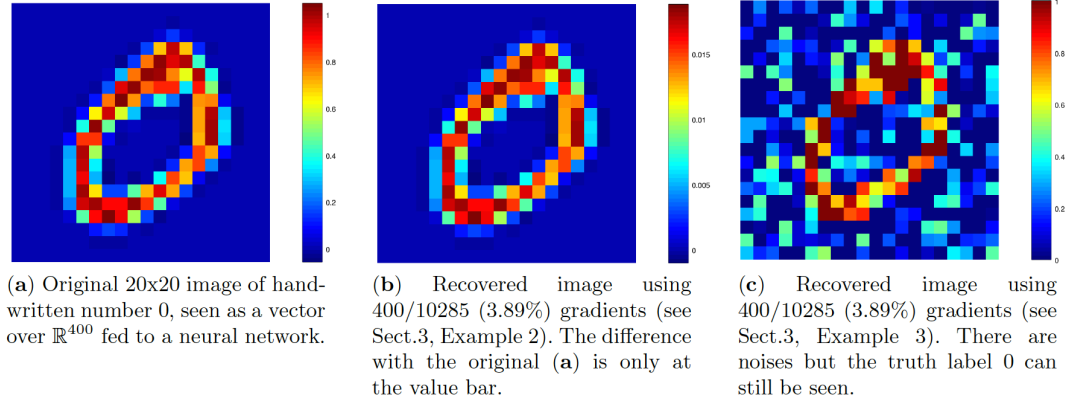 1
0.8
0.6
0.4
0.2
0
0.015
0.01
0.005
0
1
0.8
0.6
0.4
0.2
0
(a) Original 20x20 image of hand-
written number 0, seen as a vector
over ℝ⁴⁰⁰ fed to a neural network.
(b) Recovered image using
400/10285 (3.89%) gradients (see
Sect.3, Example 2). The difference
with the original (a) is only at
the value bar.
(c) Recovered image using
400/10285 (3.89%) gradients (see
Sect.3, Example 3). There are
noises but the truth label 0 can
still be seen.